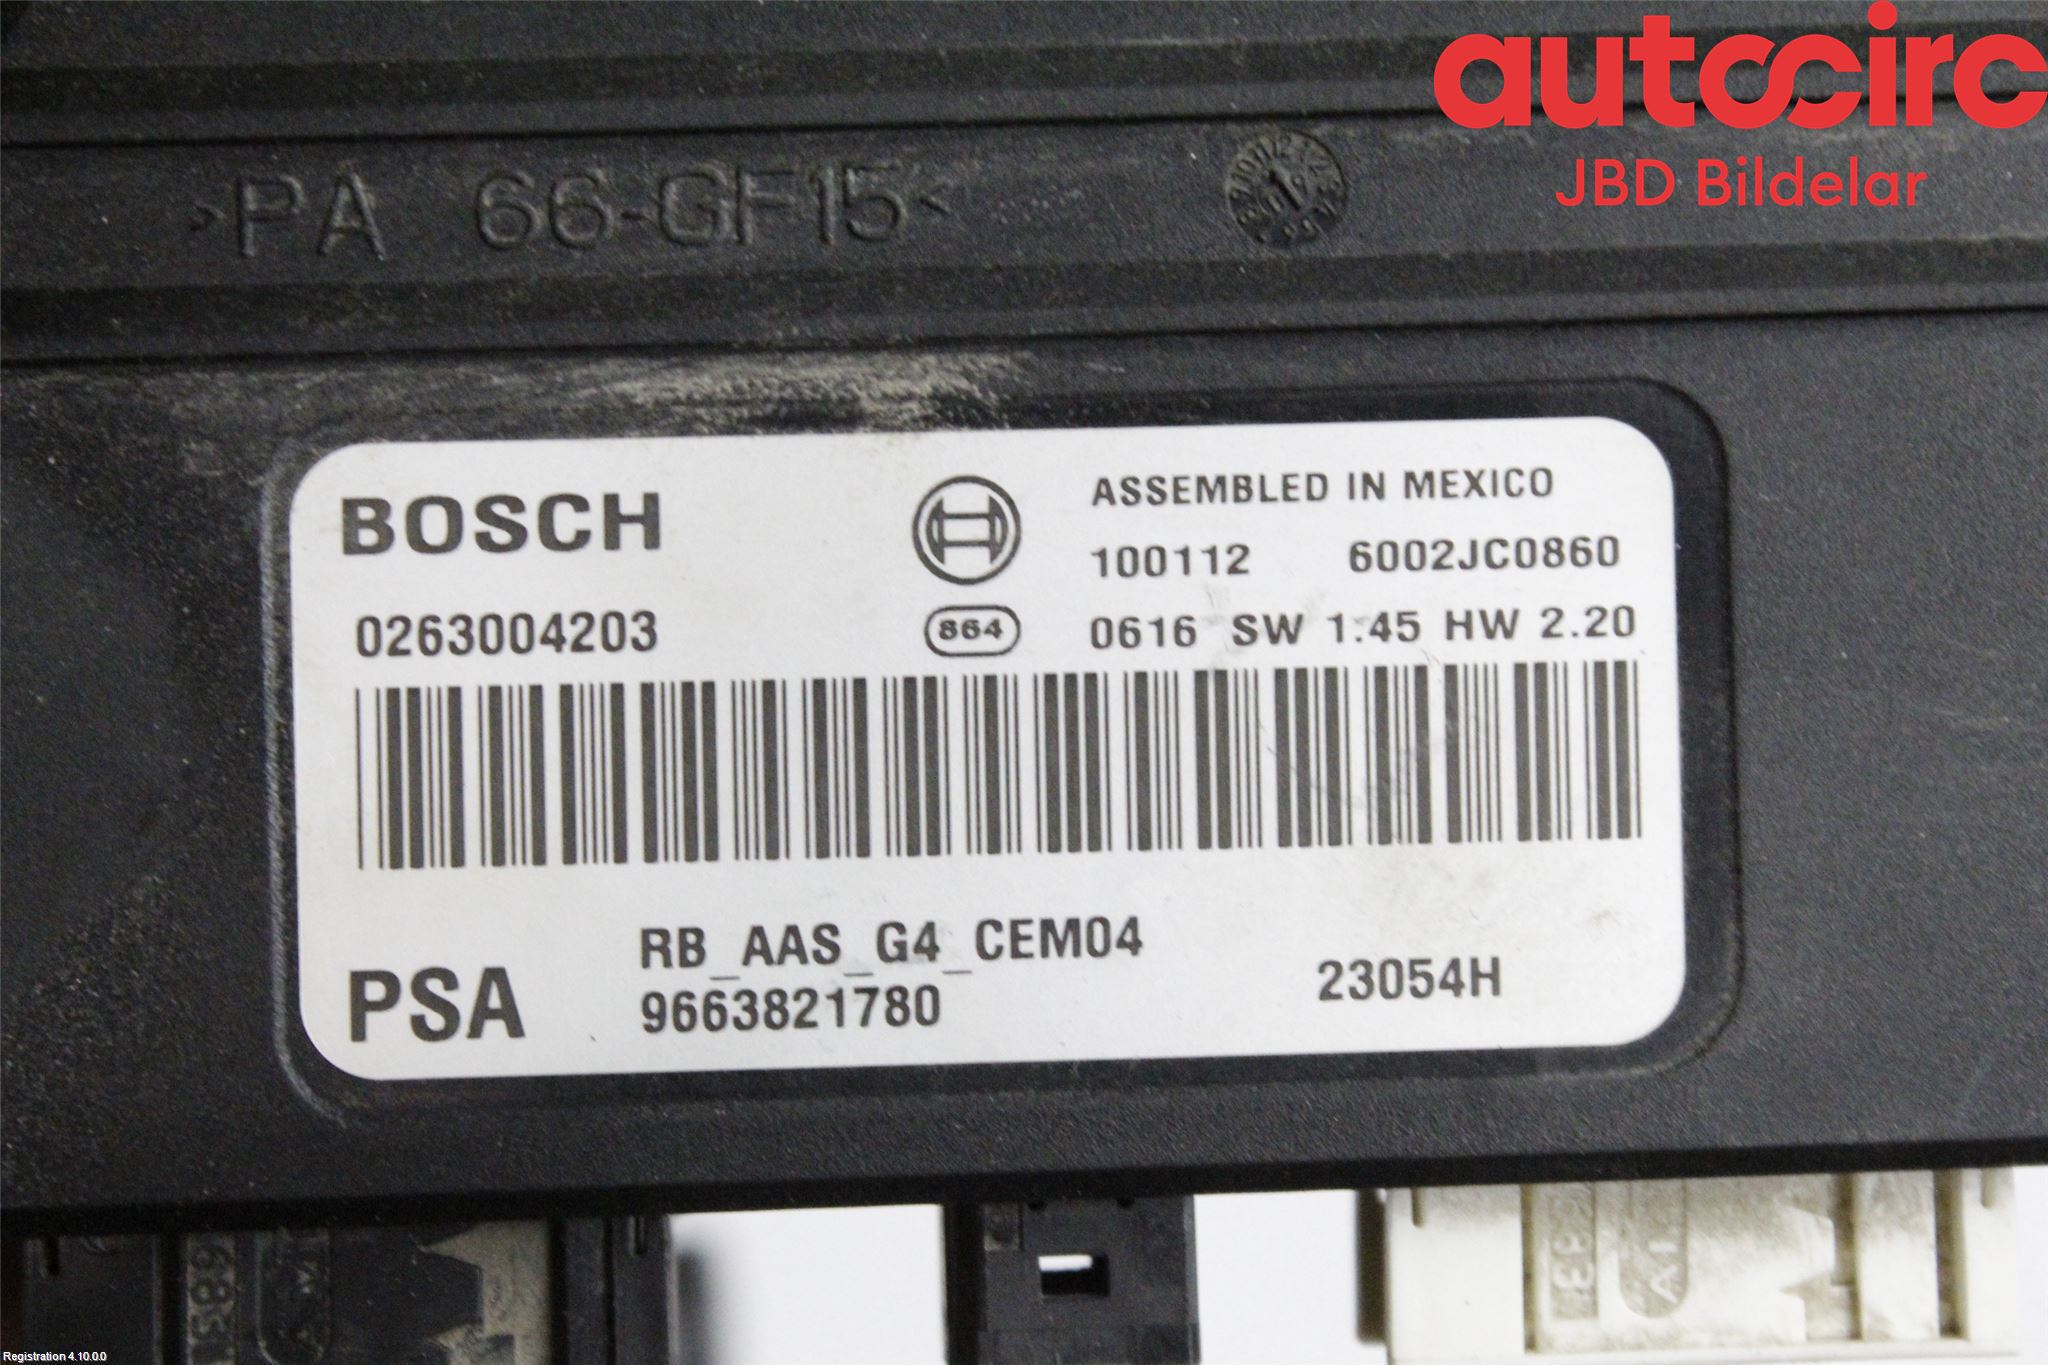 autocirc
JBD Bildelar
>PA 66-GF15<
BOSCH
ASSEMBLED IN MEXICO
100112 6002JC0860
0263004203
864
0616 SW 1.45 HW 2.20
RB_AAS_G4_CEM04
PSA
9663821780
23054H
Registration 4.10.0.0